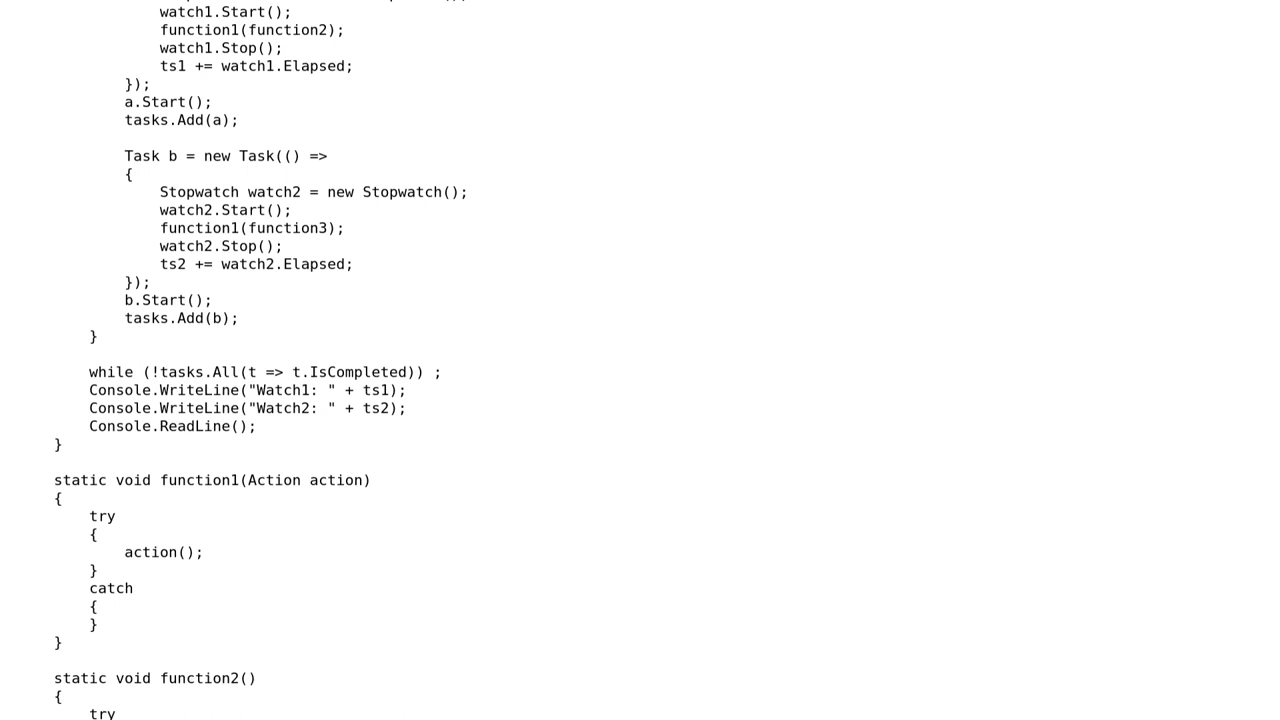 watch1.Start();
            function1(function2);
            watch1.Stop();
            ts1 += watch1.Elapsed;
        });
        a.Start();
        tasks.Add(a);

        Task b = new Task(() =>
        {
            Stopwatch watch2 = new Stopwatch();
            watch2.Start();
            function1(function3);
            watch2.Stop();
            ts2 += watch2.Elapsed;
        });
        b.Start();
        tasks.Add(b);
    }

    while (!tasks.All(t => t.IsCompleted)) ;
    Console.WriteLine("Watch1: " + ts1);
    Console.WriteLine("Watch2: " + ts2);
    Console.ReadLine();
}

static void function1(Action action)
{
    try
    {
        action();
    }
    catch
    {
    }
}

static void function2()
{
    try